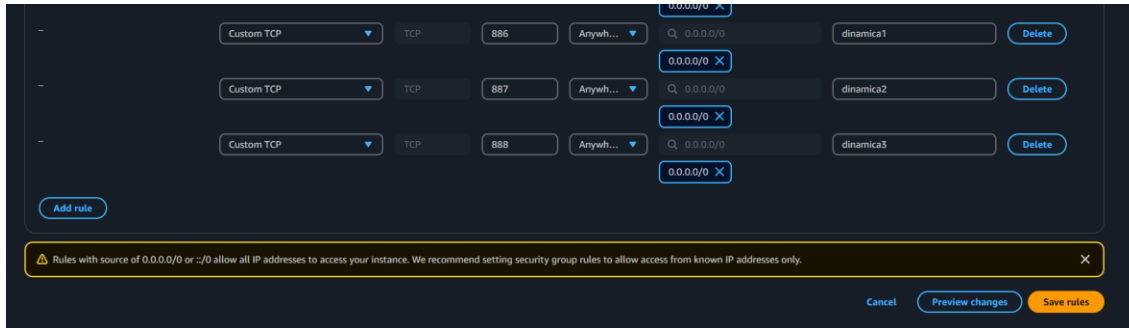 0.0.0.0/0 ×
– Custom TCP TCP 886 Anywh... 0.0.0.0/0 dinamica1 Delete
0.0.0.0/0 ×
– Custom TCP TCP 887 Anywh... 0.0.0.0/0 dinamica2 Delete
0.0.0.0/0 ×
– Custom TCP TCP 888 Anywh... 0.0.0.0/0 dinamica3 Delete
0.0.0.0/0 ×
Add rule
Rules with source of 0.0.0.0/0 or ::/0 allow all IP addresses to access your instance. We recommend setting security group rules to allow access from known IP addresses only.
Cancel Preview changes Save rules